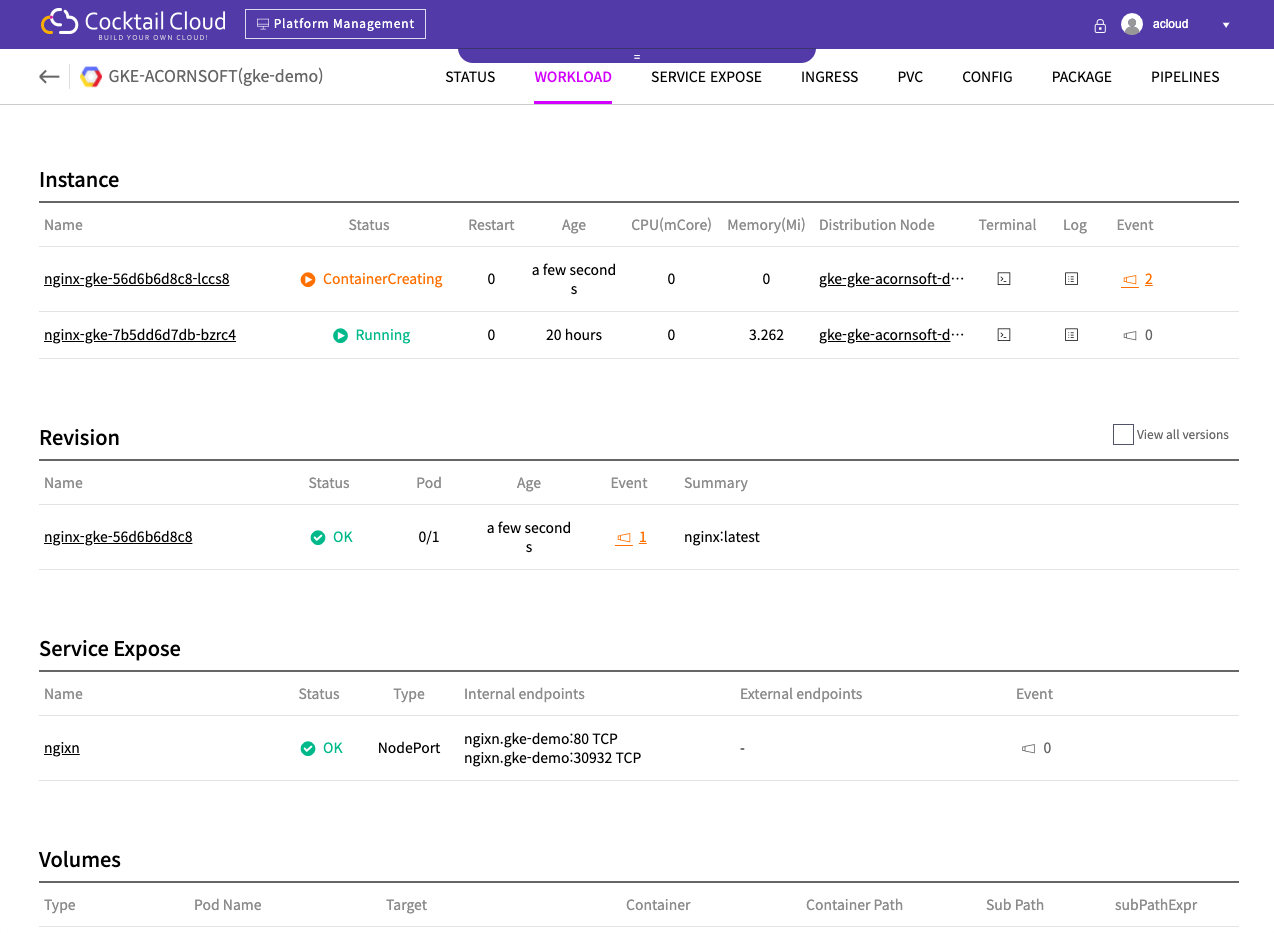 Cocktail Cloud
BUILD YOUR OWN CLOUD!
Platform Management
acloud
GKE-ACORNSOFT(gke-demo)
STATUS WORKLOAD SERVICE EXPOSE INGRESS PVC CONFIG PACKAGE PIPELINES
Instance
Name Status Restart Age CPU(mCore) Memory(Mi) Distribution Node Terminal Log Event
nginx-gke-56d6b6d8c8-lccs8 ContainerCreating 0 a few second
s 0 0 gke-gke-acornsoft-d… 2
nginx-gke-7b5dd6d7db-bzrc4 Running 0 20 hours 0 3.262 gke-gke-acornsoft-d… 0
Revision
View all versions
Name Status Pod Age Event Summary
nginx-gke-56d6b6d8c8 OK 0/1 a few second
s 1 nginx:latest
Service Expose
Name Status Type Internal endpoints External endpoints Event
ngixn OK NodePort ngixn.gke-demo:80 TCP
ngixn.gke-demo:30932 TCP - 0
Volumes
Type Pod Name Target Container Container Path Sub Path subPathExpr